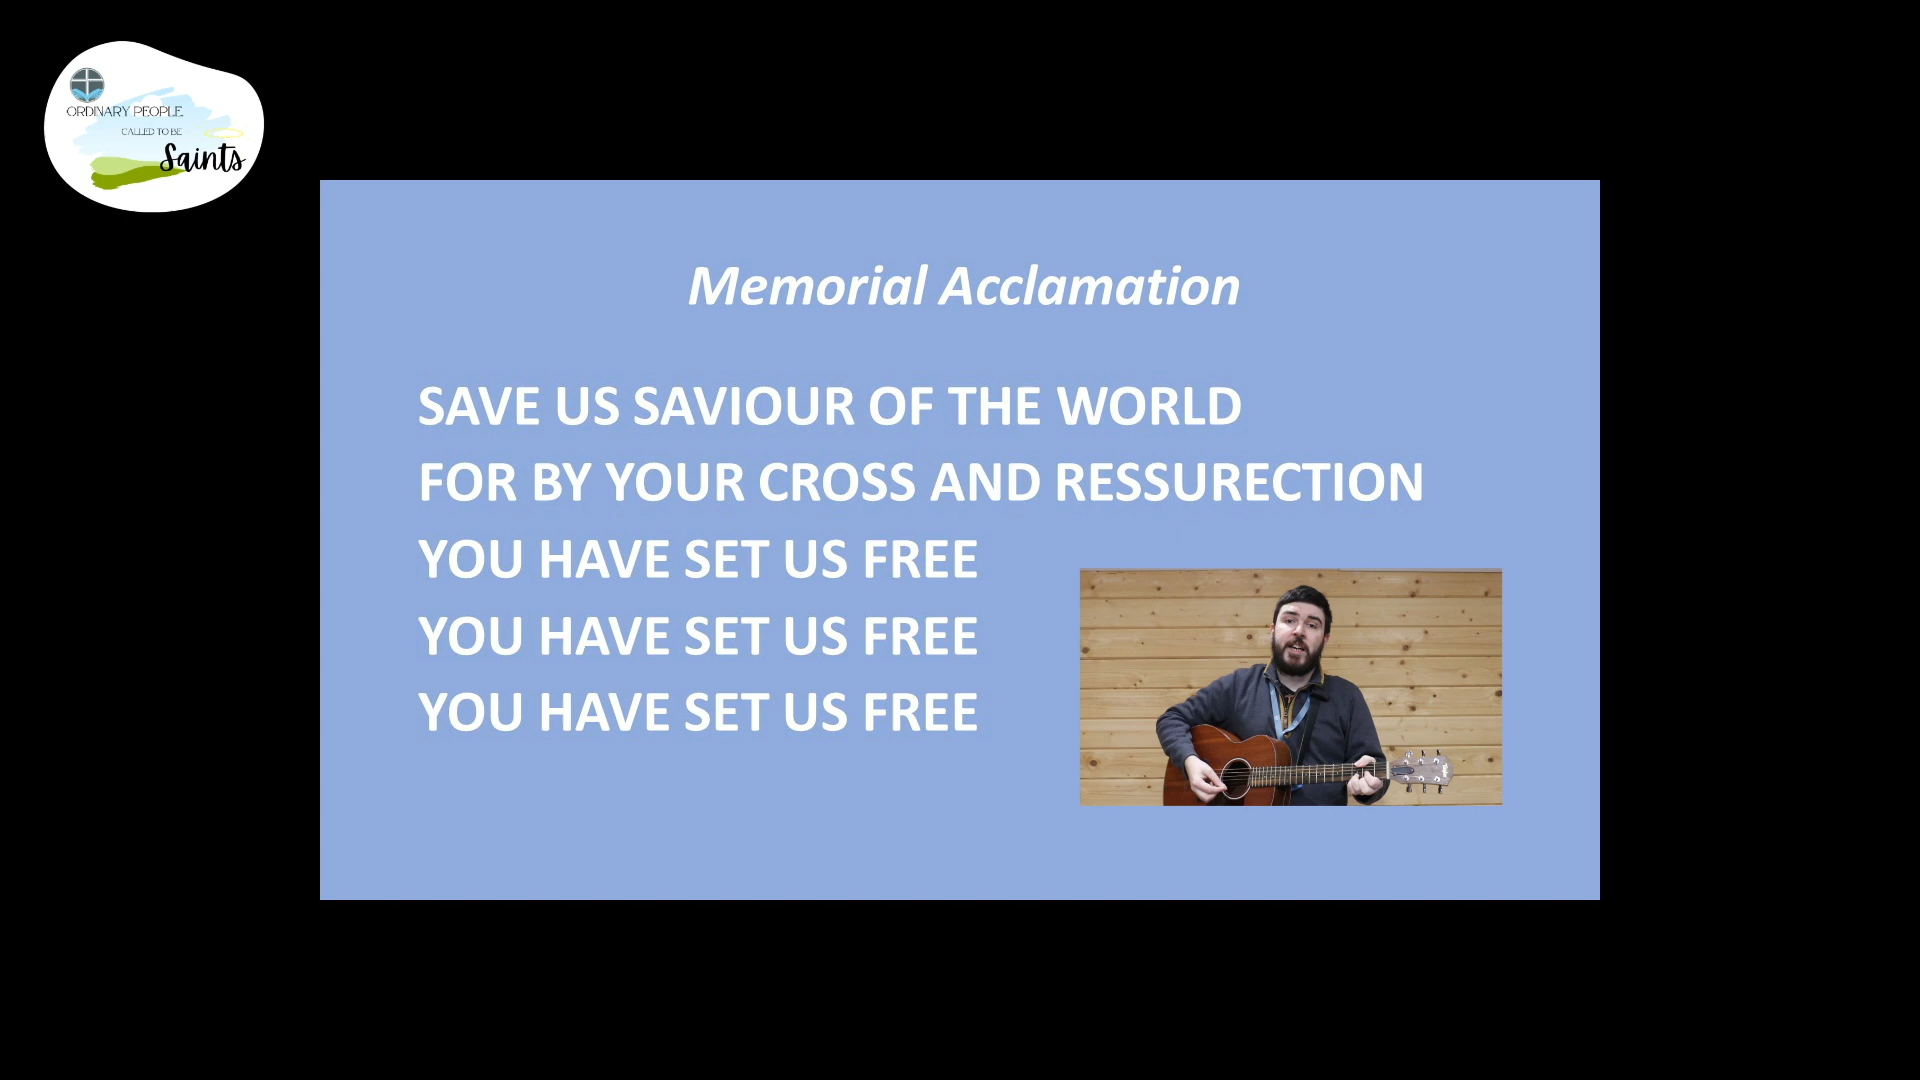 ORDINARY PEOPLE
CALLED TO BE
Saints
Memorial Acclamation
SAVE US SAVIOUR OF THE WORLD
FOR BY YOUR CROSS AND RESSURECTION
YOU HAVE SET US FREE
YOU HAVE SET US FREE
YOU HAVE SET US FREE